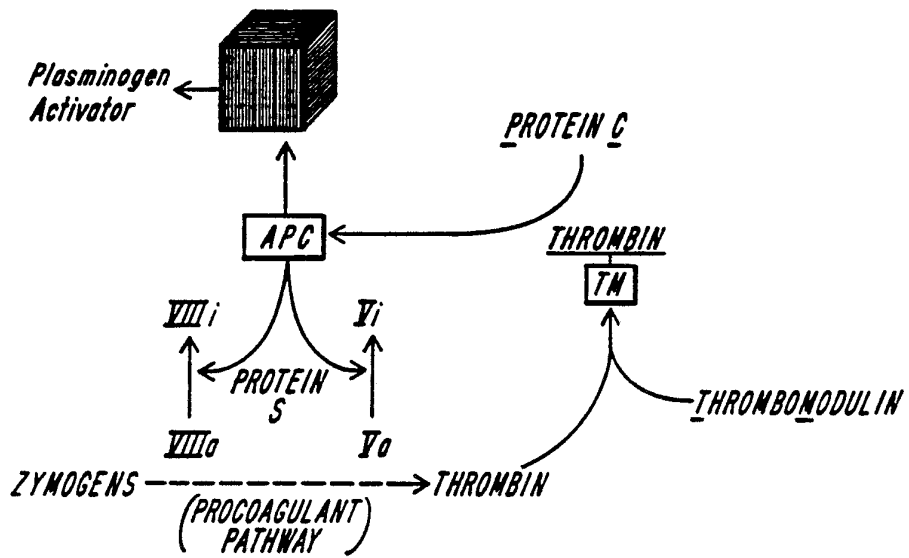 Plasminogen
Activator
PROTEIN C
APC
THROMBIN
TM
VIIIi
Vi
PROTEIN
S
THROMBOMODULIN
VIIIa
Va
ZYMOGENS
THROMBIN
(PROCOAGULANT
PATHWAY)